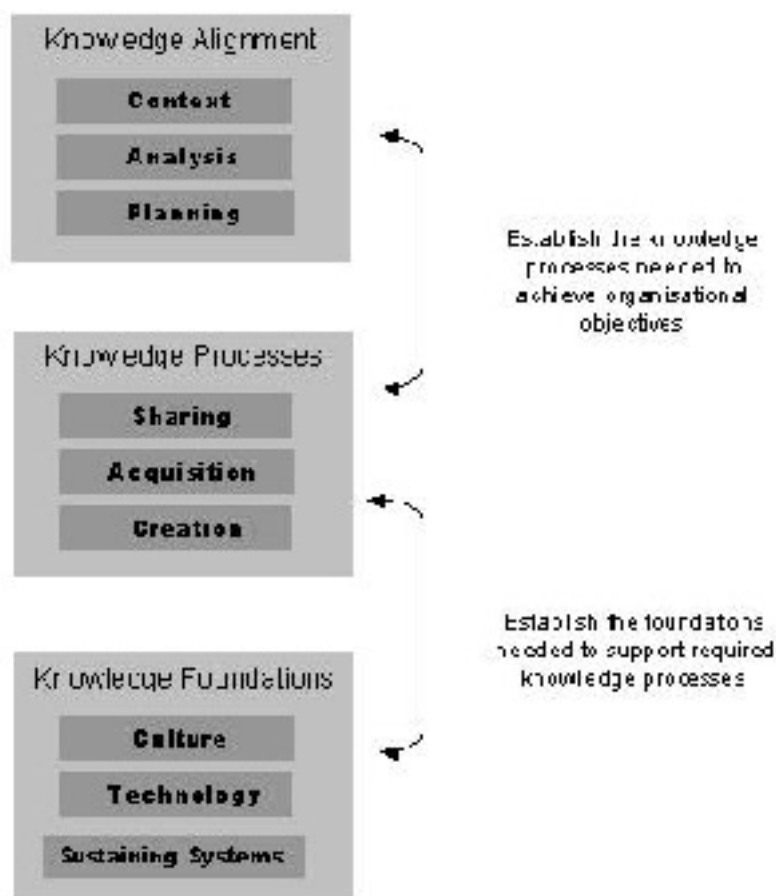 Knowledge Alignment
Context
Analysis
Planning
Establish the knowledge
processes needed to
achieve organisational
objectives
Knowledge Processes
Sharing
Acquisition
Creation
Establish the foundations
needed to support required
knowledge processes
Knowledge Foundations
Culture
Technology
Sustaining Systems